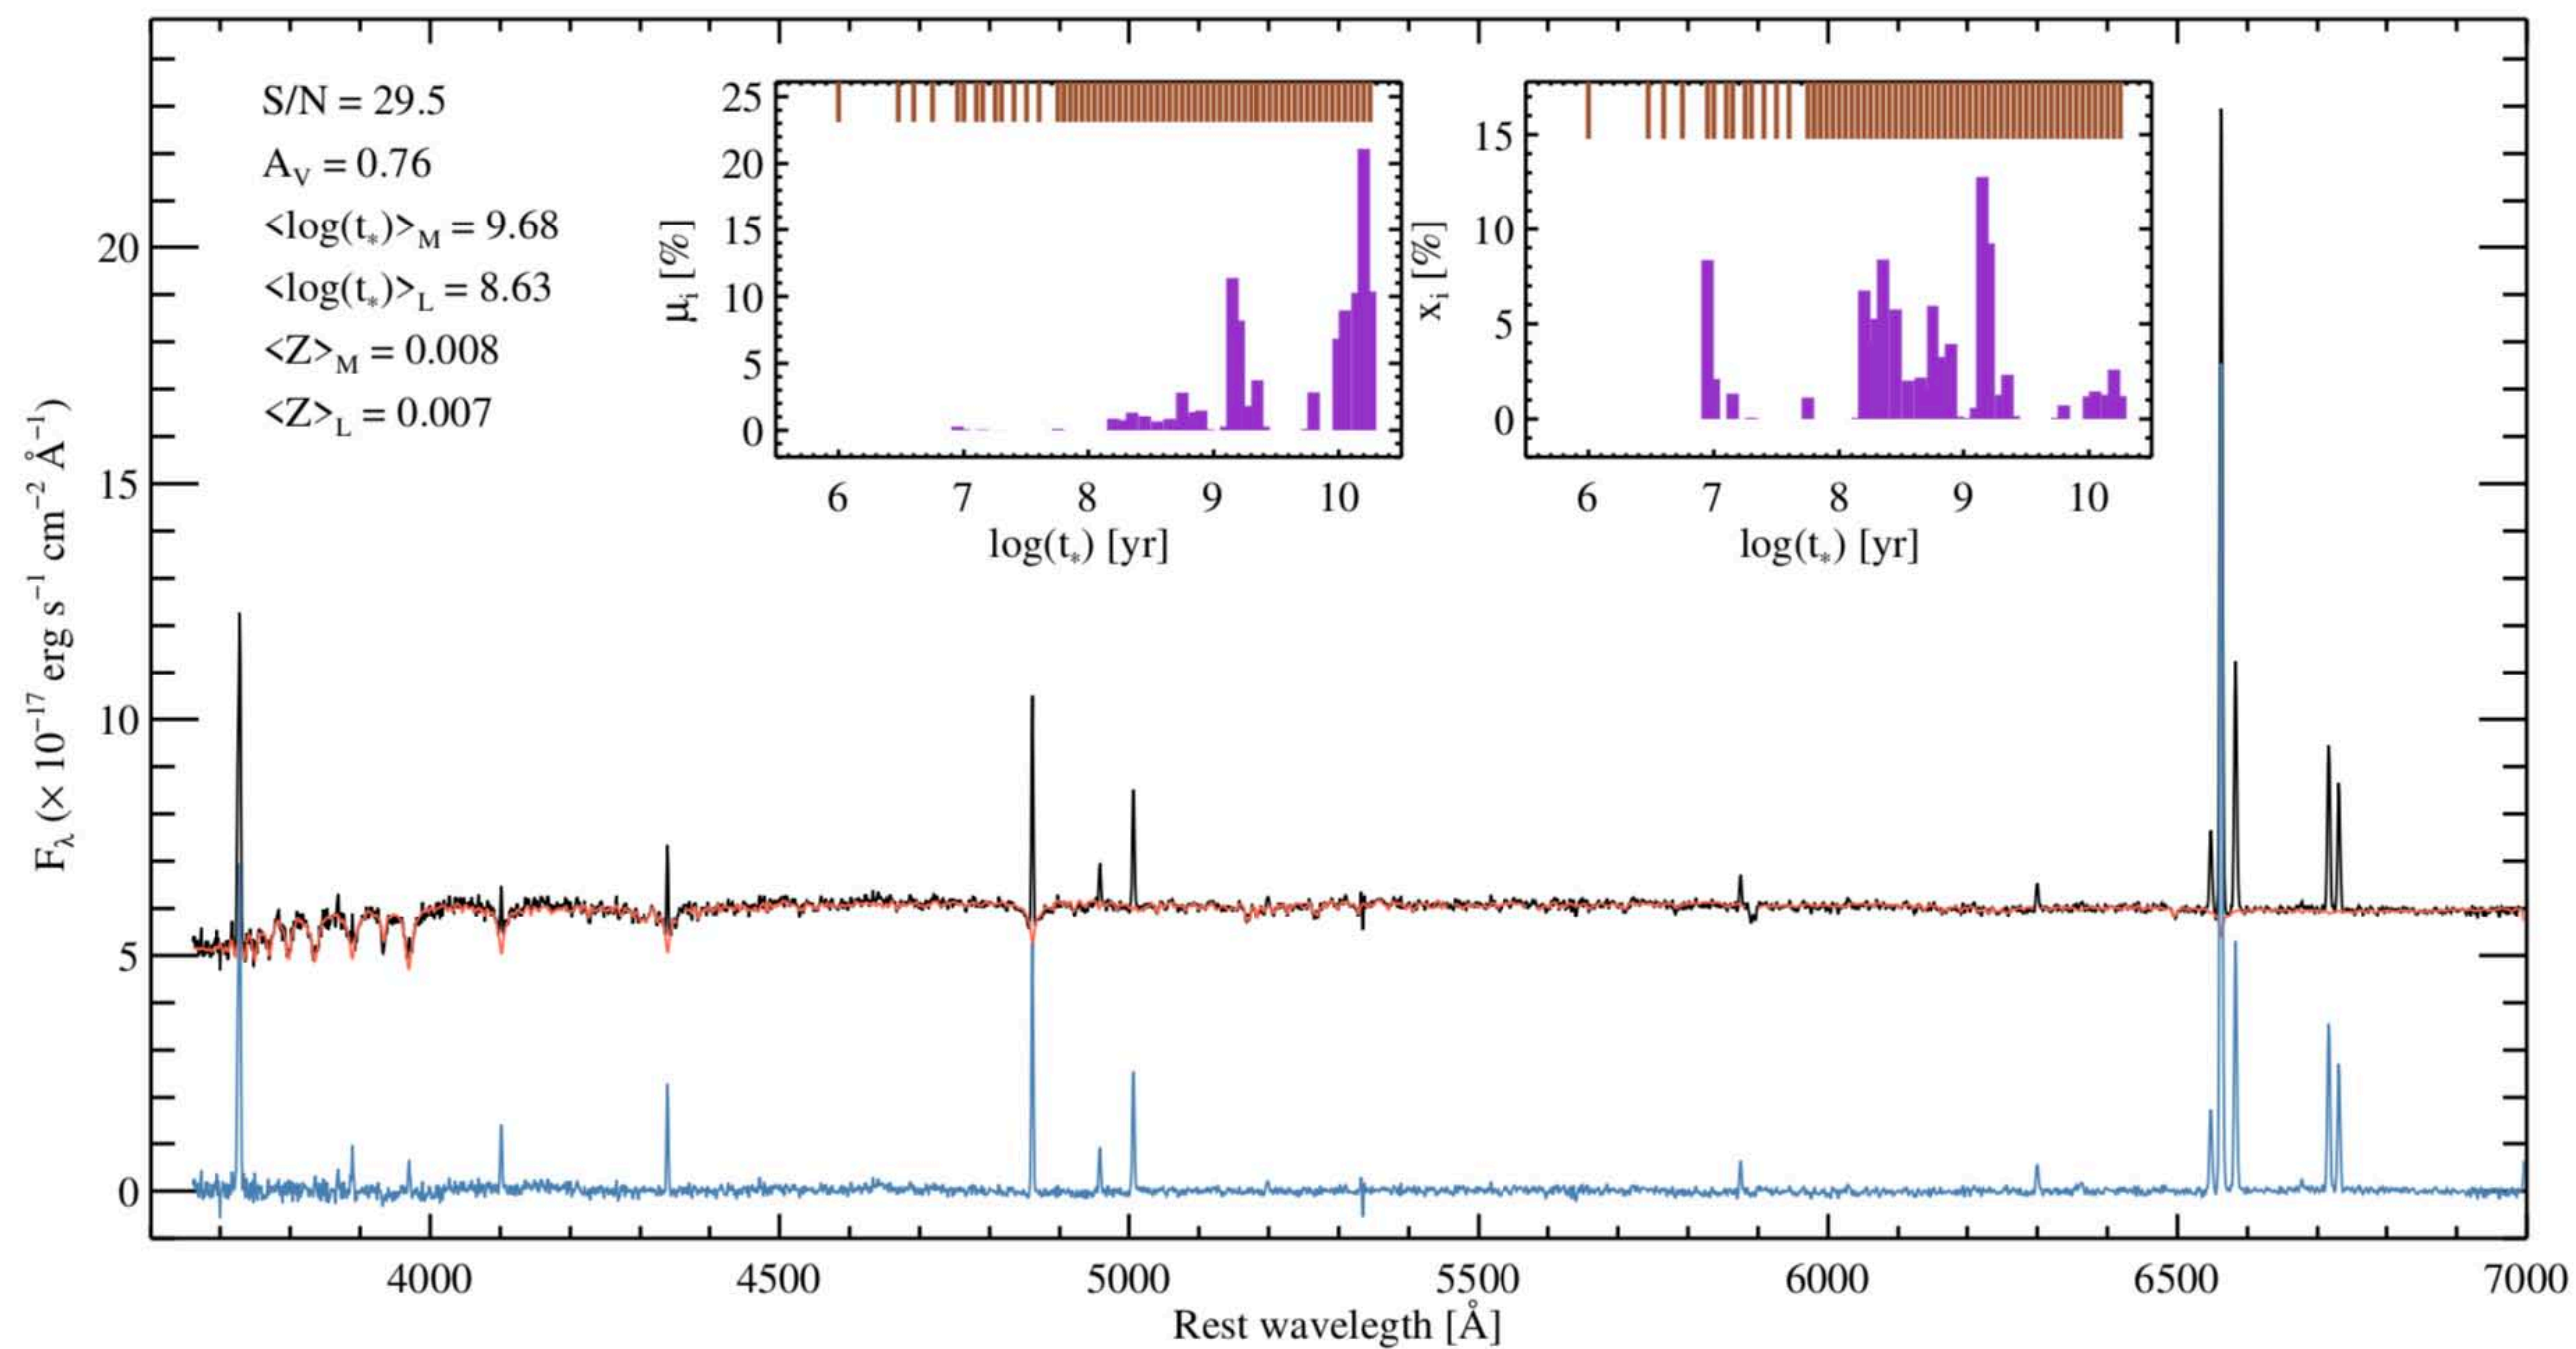 S/N = 29.5
A_V = 0.76
<log(t_*)>_M = 9.68
<log(t_*)>_L = 8.63
<Z>_M = 0.008
<Z>_L = 0.007
μ_i [%]
25
20
15
10
5
0
6 7 8 9 10
log(t_*) [yr]
x_i [%]
15
10
5
0
6 7 8 9 10
log(t_*) [yr]
F_λ (× 10^−17 erg s^−1 cm^−2 Å^−1)
20
15
10
5
0
4000 4500 5000 5500 6000 6500 7000
Rest wavelegth [Å]